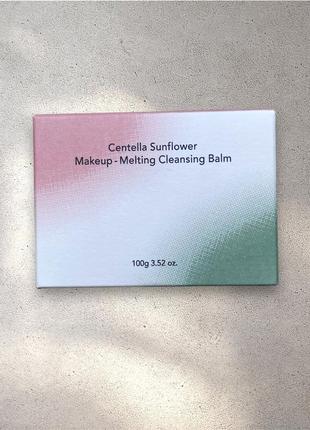 Centella Sunflower
Makeup - Melting Cleansing Balm
100g 3.52 oz.